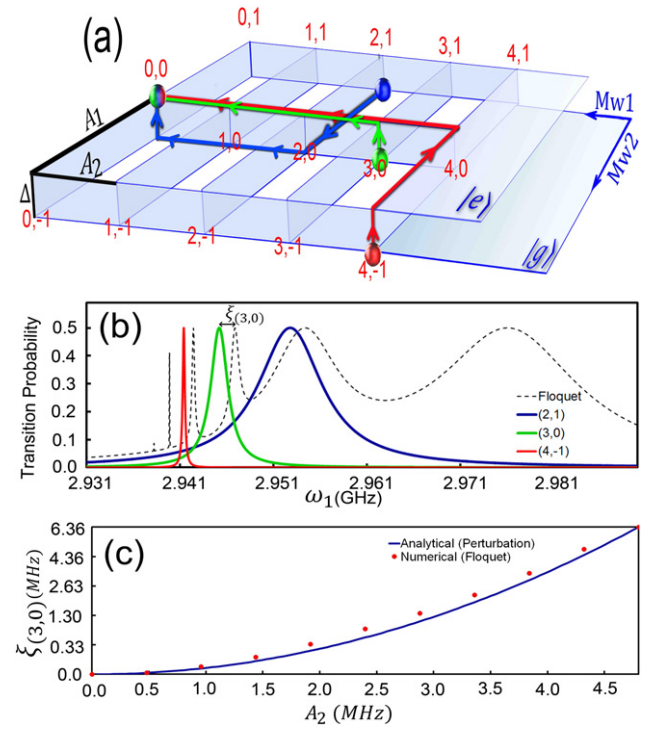 (a)
0,1
1,1
2,1
3,1
4,1
0,0
A1
Mw1
Mw2
1,0
2,0
3,0
4,0
A2
Δ
|e⟩
|g⟩
0,-1
1,-1
2,-1
3,-1
4,-1
(b)
ξ(3,0)
Transition Probability
0.5
0.4
0.3
0.2
0.1
0.0
Floquet
(2,1)
(3,0)
(4,-1)
2.931 2.941 2.951 2.961 2.971 2.981
ω1(GHz)
(c)
Analytical (Perturbation)
Numerical (Floquet)
ξ(3,0)(MHz)
6.36
4.36
2.63
1.30
0.33
0.0
0.0 0.5 1.0 1.5 2.0 2.5 3.0 3.5 4.0 4.5
A2 (MHz)